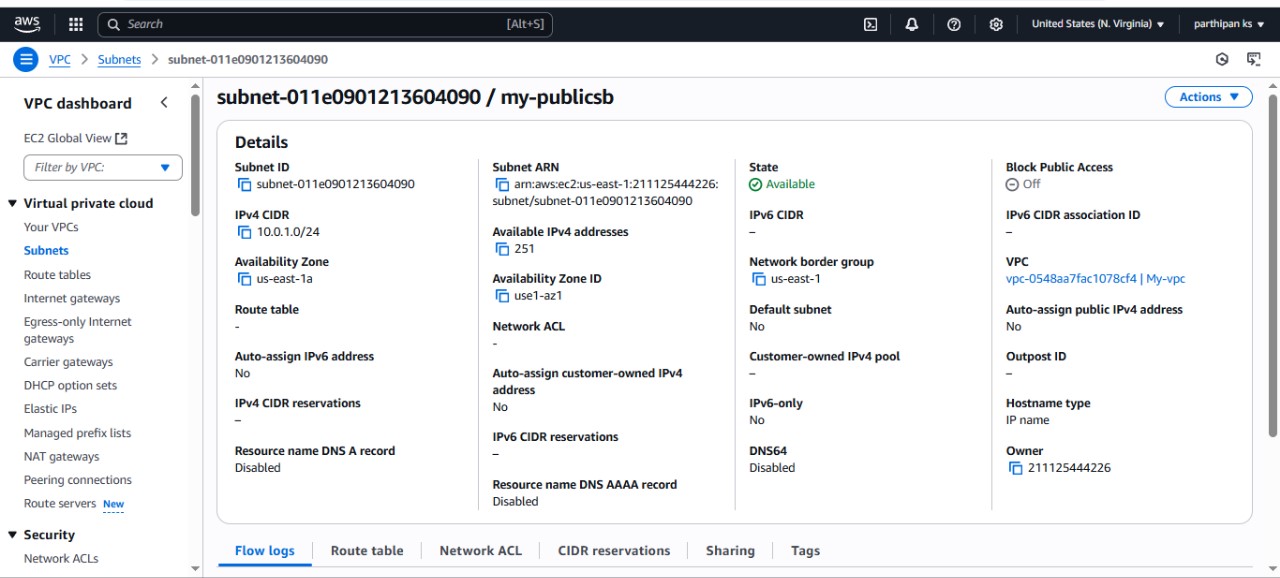 aws
Search
[Alt+S]
United States (N. Virginia)
parthipan ks
VPC
Subnets
subnet-011e0901213604090
VPC dashboard
EC2 Global View
Filter by VPC:
Virtual private cloud
Your VPCs
Subnets
Route tables
Internet gateways
Egress-only Internet
gateways
Carrier gateways
DHCP option sets
Elastic IPs
Managed prefix lists
NAT gateways
Peering connections
Route servers New
Security
Network ACLs
subnet-011e0901213604090 / my-publicsb
Actions
Details
Subnet ID
subnet-011e0901213604090
IPv4 CIDR
10.0.1.0/24
Availability Zone
us-east-1a
Route table
-
Auto-assign IPv6 address
No
IPv4 CIDR reservations
–
Resource name DNS A record
Disabled
Subnet ARN
arn:aws:ec2:us-east-1:211125444226:
subnet/subnet-011e0901213604090
Available IPv4 addresses
251
Availability Zone ID
use1-az1
Network ACL
-
Auto-assign customer-owned IPv4
address
No
IPv6 CIDR reservations
–
Resource name DNS AAAA record
Disabled
State
Available
IPv6 CIDR
–
Network border group
us-east-1
Default subnet
No
Customer-owned IPv4 pool
–
IPv6-only
No
DNS64
Disabled
Block Public Access
Off
IPv6 CIDR association ID
–
VPC
vpc-0548aa7fac1078cf4 | My-vpc
Auto-assign public IPv4 address
No
Outpost ID
–
Hostname type
IP name
Owner
211125444226
Flow logs
Route table
Network ACL
CIDR reservations
Sharing
Tags